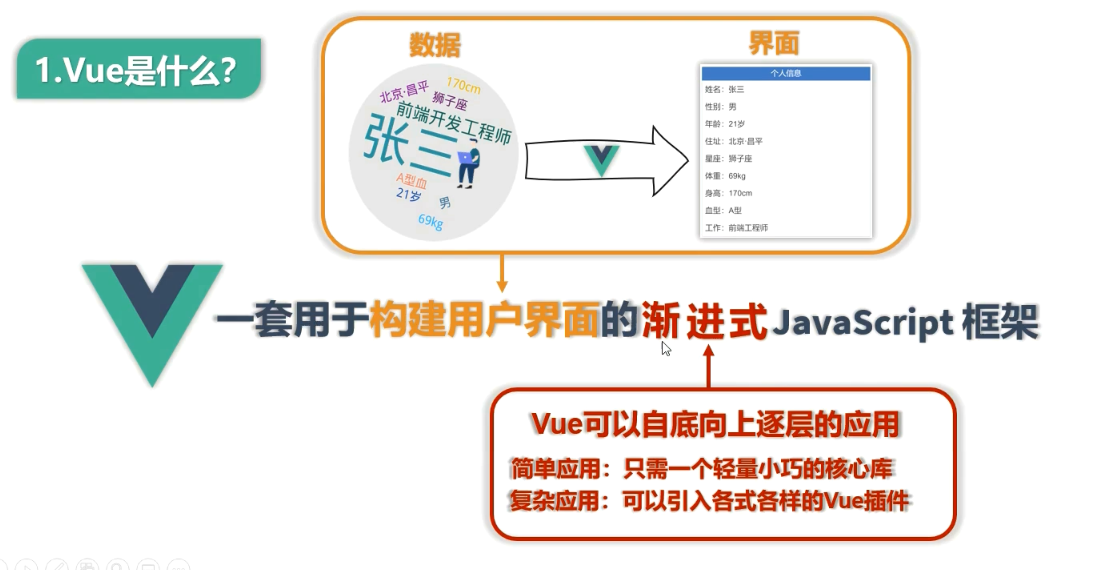 1.Vue是什么?
数据
界面
北京·昌平
170cm
狮子座
前端开发工程师
张三
A型血
21岁
男
69kg
个人信息
姓名：张三
性别：男
年龄：21岁
住址：北京·昌平
星座：狮子座
体重：69kg
身高：170cm
血型：A型
工作：前端工程师
一套用于构建用户界面的渐进式JavaScript 框架
Vue可以自底向上逐层的应用
简单应用：只需一个轻量小巧的核心库
复杂应用：可以引入各式各样的Vue插件